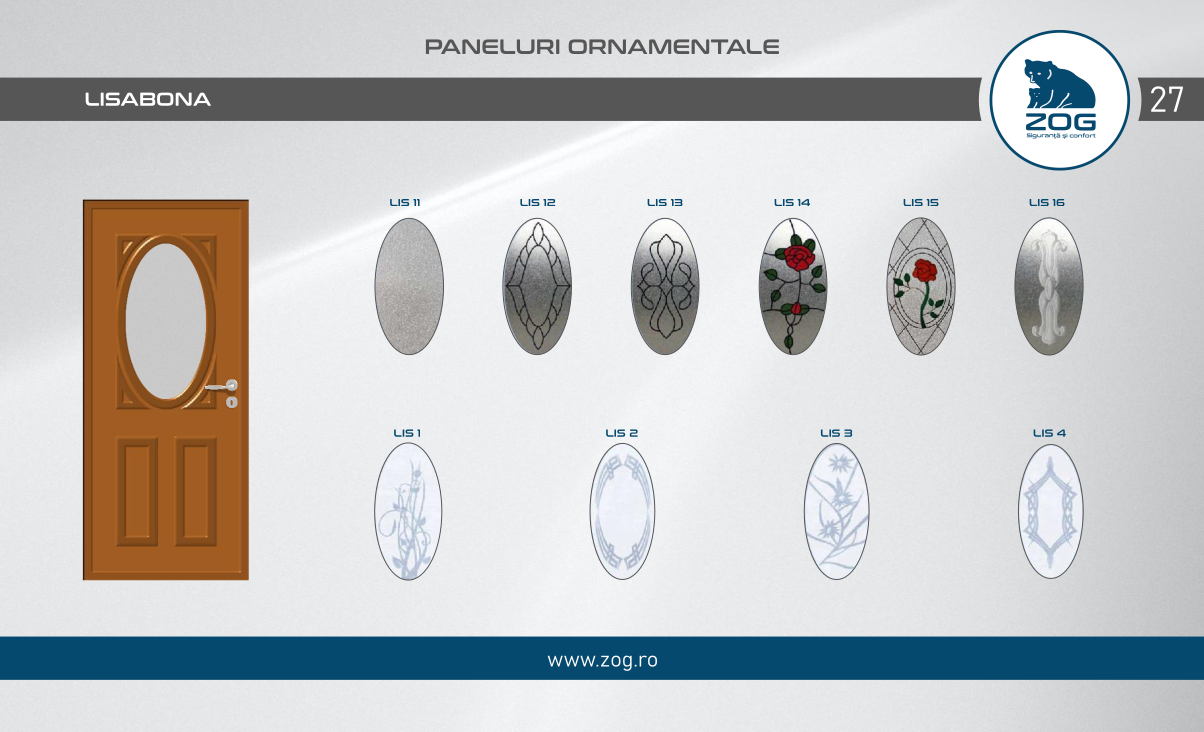 PANELURI ORNAMENTALE
LISABONA
ZOG
Siguranță și confort
27
LIS 11 LIS 12 LIS 13 LIS 14 LIS 15 LIS 16
LIS 1 LIS 2 LIS 3 LIS 4
www.zog.ro